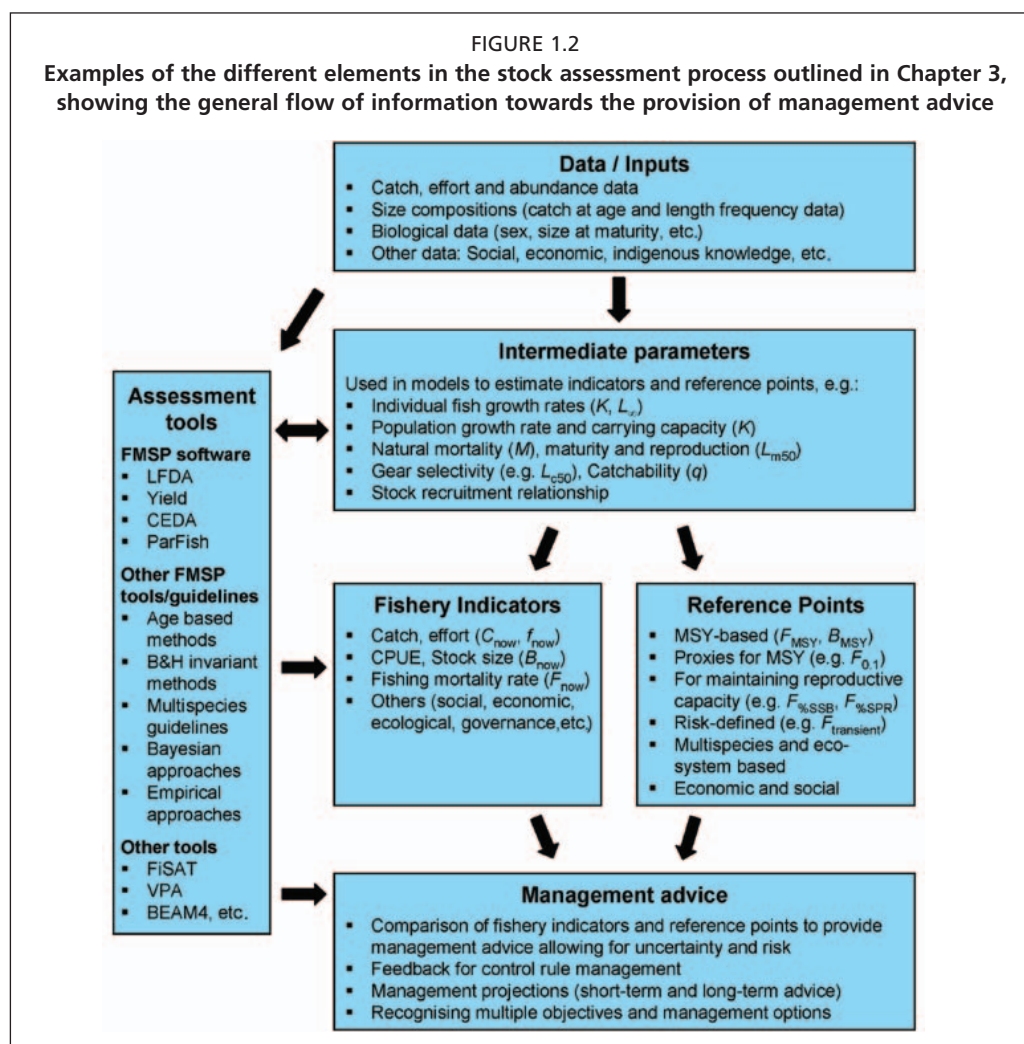 FIGURE 1.2
Examples of the different elements in the stock assessment process outlined in Chapter 3,
showing the general flow of information towards the provision of management advice
Data / Inputs
▪ Catch, effort and abundance data
▪ Size compositions (catch at age and length frequency data)
▪ Biological data (sex, size at maturity, etc.)
▪ Other data: Social, economic, indigenous knowledge, etc.
Intermediate parameters
Used in models to estimate indicators and reference points, e.g.:
▪ Individual fish growth rates (K, L∞)
▪ Population growth rate and carrying capacity (K)
▪ Natural mortality (M), maturity and reproduction (Lm50)
▪ Gear selectivity (e.g. Lc50), Catchability (q)
▪ Stock recruitment relationship
Assessment
tools
FMSP software
▪ LFDA
▪ Yield
▪ CEDA
▪ ParFish
Other FMSP
tools/guidelines
▪ Age based
methods
▪ B&H invariant
methods
▪ Multispecies
guidelines
▪ Bayesian
approaches
▪ Empirical
approaches
Other tools
▪ FiSAT
▪ VPA
▪ BEAM4, etc.
Fishery Indicators
▪ Catch, effort (Cnow, fnow)
▪ CPUE, Stock size (Bnow)
▪ Fishing mortality rate (Fnow)
▪ Others (social, economic,
ecological, governance,etc.)
Reference Points
▪ MSY-based (FMSY, BMSY)
▪ Proxies for MSY (e.g. F0.1)
▪ For maintaining reproductive
capacity (e.g. F%SSB, F%SPR)
▪ Risk-defined (e.g. Ftransient)
▪ Multispecies and eco-
system based
▪ Economic and social
Management advice
▪ Comparison of fishery indicators and reference points to provide
management advice allowing for uncertainty and risk
▪ Feedback for control rule management
▪ Management projections (short-term and long-term advice)
▪ Recognising multiple objectives and management options